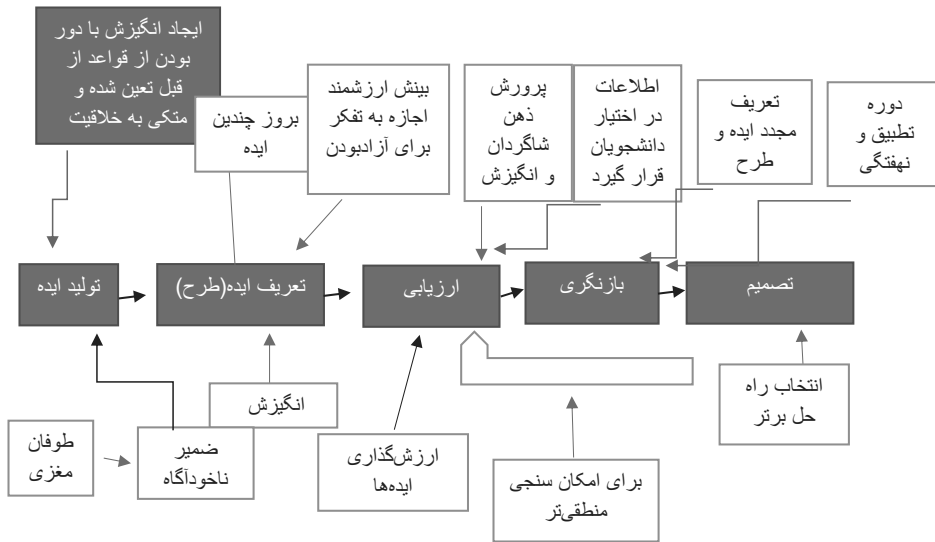 ایجاد انگیزش با دور
بودن از قواعد از
قبل تعین شده و
متکی به خلاقیت
بروز چندین
ایده
بینش ارزشمند
اجازه به تفکر
برای آزادبودن
پرورش
ذهن
شاگردان
و انگیزش
اطلاعات
در اختیار
دانشجویان
قرار گیرد
تعریف
مجدد ایده و
طرح
دوره
تطبیق و
نهفتگی
تولید ایده
تعریف ایده(طرح)
ارزیابی
بازنگری
تصمیم
انگیزش
طوفان
مغزی
ضمیر
ناخودآگاه
ارزش‌گذاری
ایده‌ها
برای امکان سنجی
منطقی‌تر
انتخاب راه
حل برتر